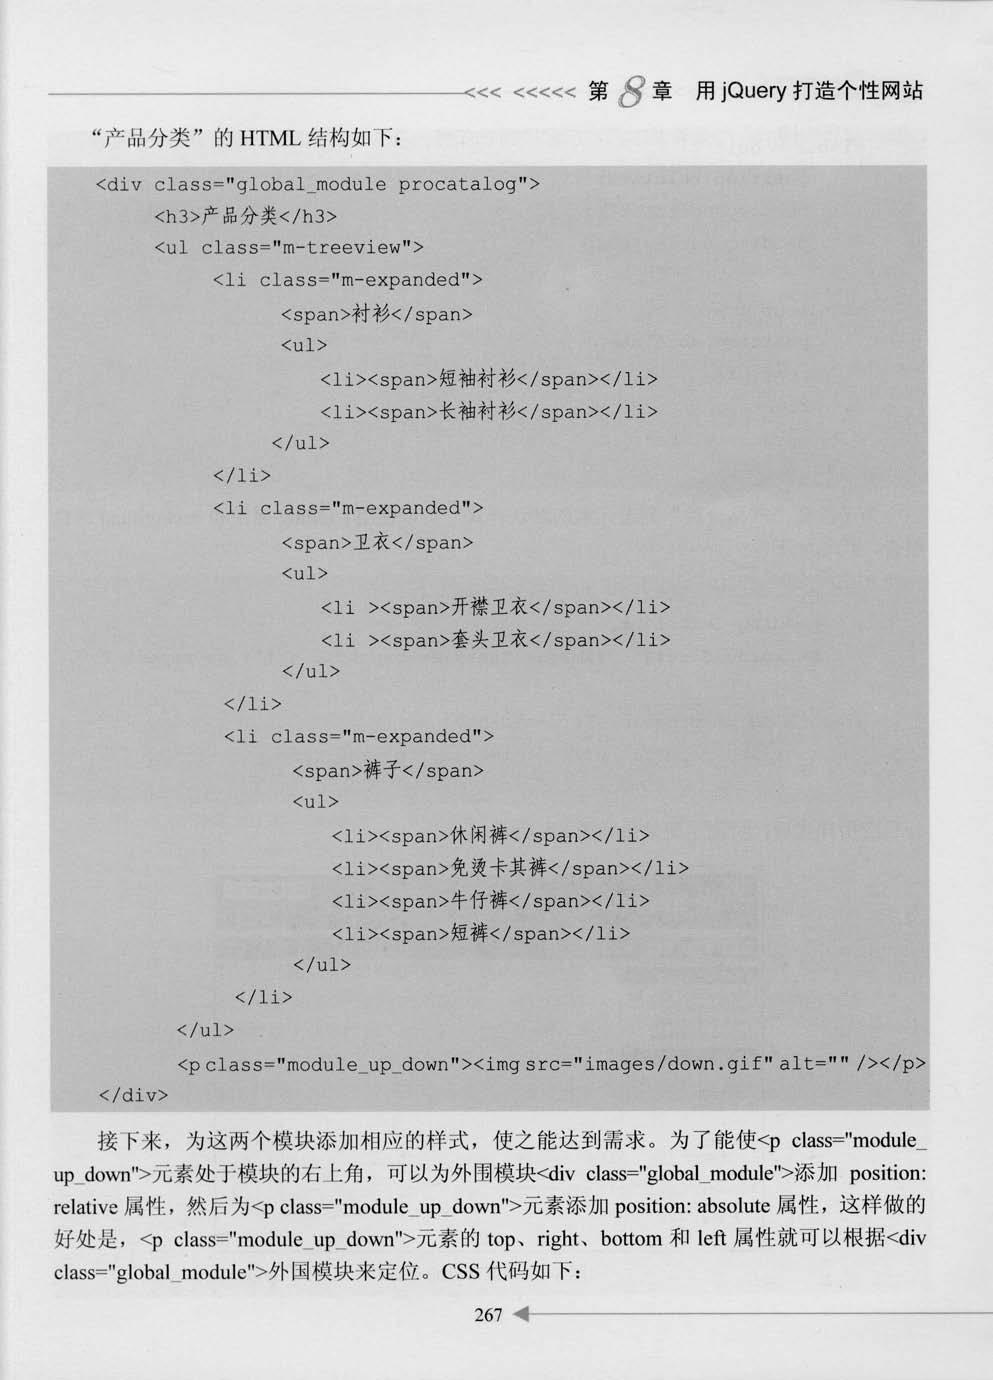 <<< <<<<< 第8章 用 jQuery 打造个性网站
“产品分类”的 HTML 结构如下：
<div class="global_module procatalog">
<h3>产品分类</h3>
<ul class="m-treeview">
<li class="m-expanded">
<span>衬衫</span>
<ul>
<li><span>短袖衬衫</span></li>
<li><span>长袖衬衫</span></li>
</ul>
</li>
<li class="m-expanded">
<span>卫衣</span>
<ul>
<li ><span>开襟卫衣</span></li>
<li ><span>套头卫衣</span></li>
</ul>
</li>
<li class="m-expanded">
<span>裤子</span>
<ul>
<li><span>休闲裤</span></li>
<li><span>免烫卡其裤</span></li>
<li><span>牛仔裤</span></li>
<li><span>短裤</span></li>
</ul>
</li>
</ul>
<p class="module_up_down"><img src="images/down.gif" alt="" /></p>
</div>
接下来，为这两个模块添加相应的样式，使之能达到需求。为了能使<p class="module_
up_down">元素处于模块的右上角，可以为外围模块<div class="global_module">添加 position:
relative 属性，然后为<p class="module_up_down">元素添加 position: absolute 属性，这样做的
好处是，<p class="module_up_down">元素的 top、right、bottom 和 left 属性就可以根据<div
class="global_module">外国模块来定位。CSS 代码如下：
267